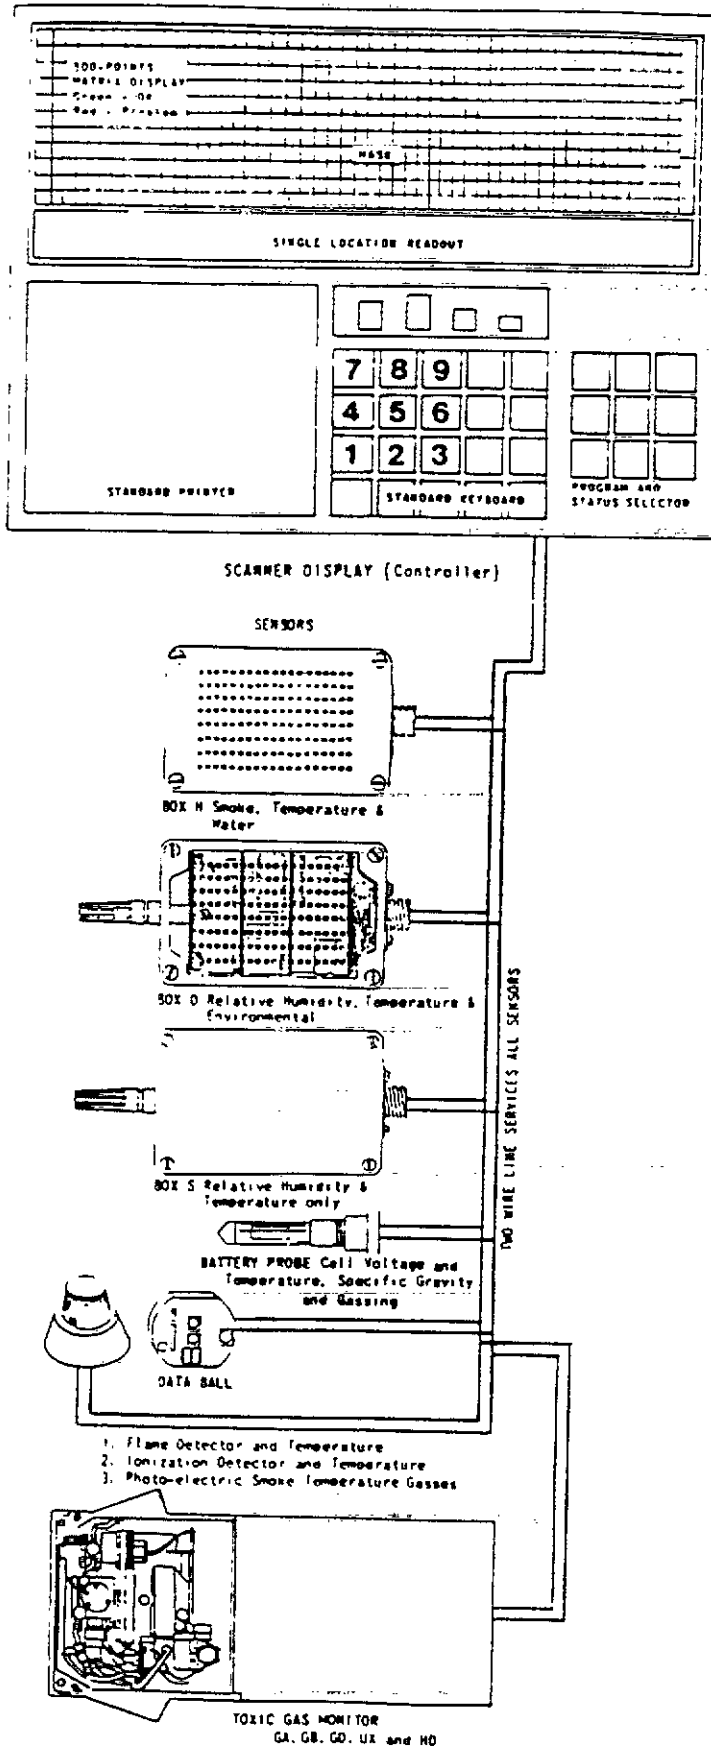 300-POINTS
MATRIX DISPLAY
Green - OK
Red - Problem
SINGLE LOCATION READOUT
7 8 9
4 5 6
1 2 3
STANDARD PRINTER
STANDARD KEYBOARD
PROGRAM AND
STATUS SELECTOR
SCANNER DISPLAY (Controller)
SENSORS
BOX H Smoke, Temperature &
Water
BOX D Relative Humidity, Temperature &
Environmental
BOX S Relative Humidity &
Temperature only
TWO WIRE LINE SERVICES ALL SENSORS
BATTERY PROBE Cell Voltage and
Temperature, Specific Gravity
and Gassing
DATA BALL
1. Flame Detector and Temperature
2. Ionization Detector and Temperature
3. Photo-electric Smoke Temperature Gasses
TOXIC GAS MONITOR
GA, GB, GD, UX and HD